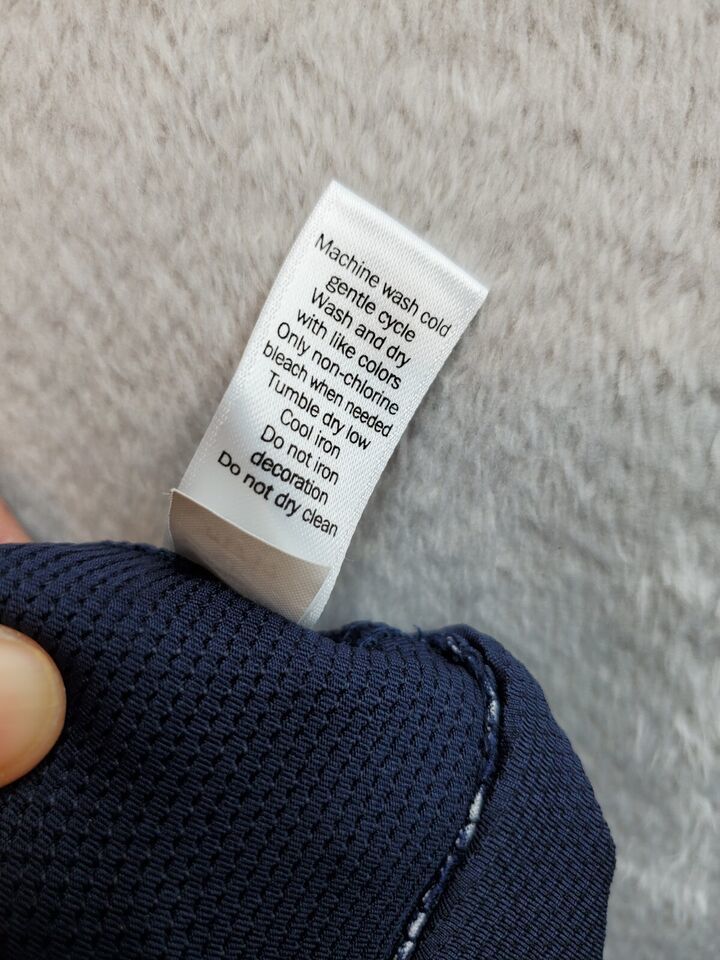 Machine wash cold
gentle cycle
Wash and dry
with like colors
Only non-chlorine
bleach when needed
Tumble dry low
Cool iron
Do not iron
decoration
Do not dry clean